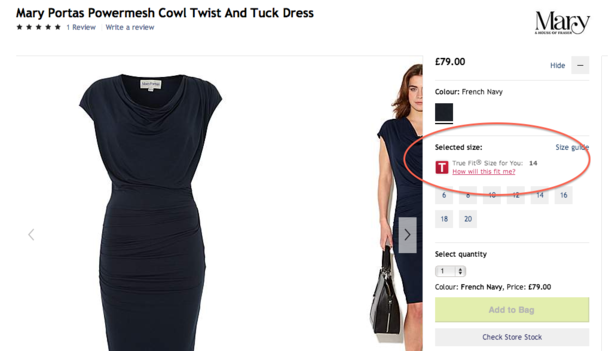 Mary Portas Powermesh Cowl Twist And Tuck Dress
★ ★ ★ ★ ★ 1 Review Write a review
Mary
& HOUSE OF FRASER
£79.00
Hide —
Colour: French Navy
Selected size: Size guide
T True Fit® Size for You: 14
How will this fit me?
6 8 10 12 14 16
18 20
Select quantity
1
Colour: French Navy, Price: £79.00
Add to Bag
Check Store Stock